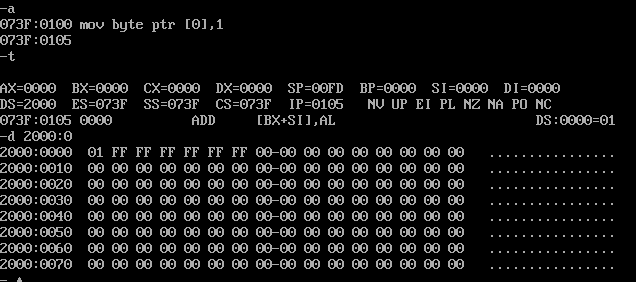 -a
073F:0100 mov byte ptr [0],1
073F:0105
-t
AX=0000 BX=0000 CX=0000 DX=0000 SP=00FD BP=0000 SI=0000 DI=0000
DS=2000 ES=073F SS=073F CS=073F IP=0105 NV UP EI PL NZ NA PO NC
073F:0105 0000 ADD [BX+SI],AL DS:0000=01
-d 2000:0
2000:0000 01 FF FF FF FF FF FF 00-00 00 00 00 00 00 00 00 ................
2000:0010 00 00 00 00 00 00 00 00-00 00 00 00 00 00 00 00 ................
2000:0020 00 00 00 00 00 00 00 00-00 00 00 00 00 00 00 00 ................
2000:0030 00 00 00 00 00 00 00 00-00 00 00 00 00 00 00 00 ................
2000:0040 00 00 00 00 00 00 00 00-00 00 00 00 00 00 00 00 ................
2000:0050 00 00 00 00 00 00 00 00-00 00 00 00 00 00 00 00 ................
2000:0060 00 00 00 00 00 00 00 00-00 00 00 00 00 00 00 00 ................
2000:0070 00 00 00 00 00 00 00 00-00 00 00 00 00 00 00 00 ................
-